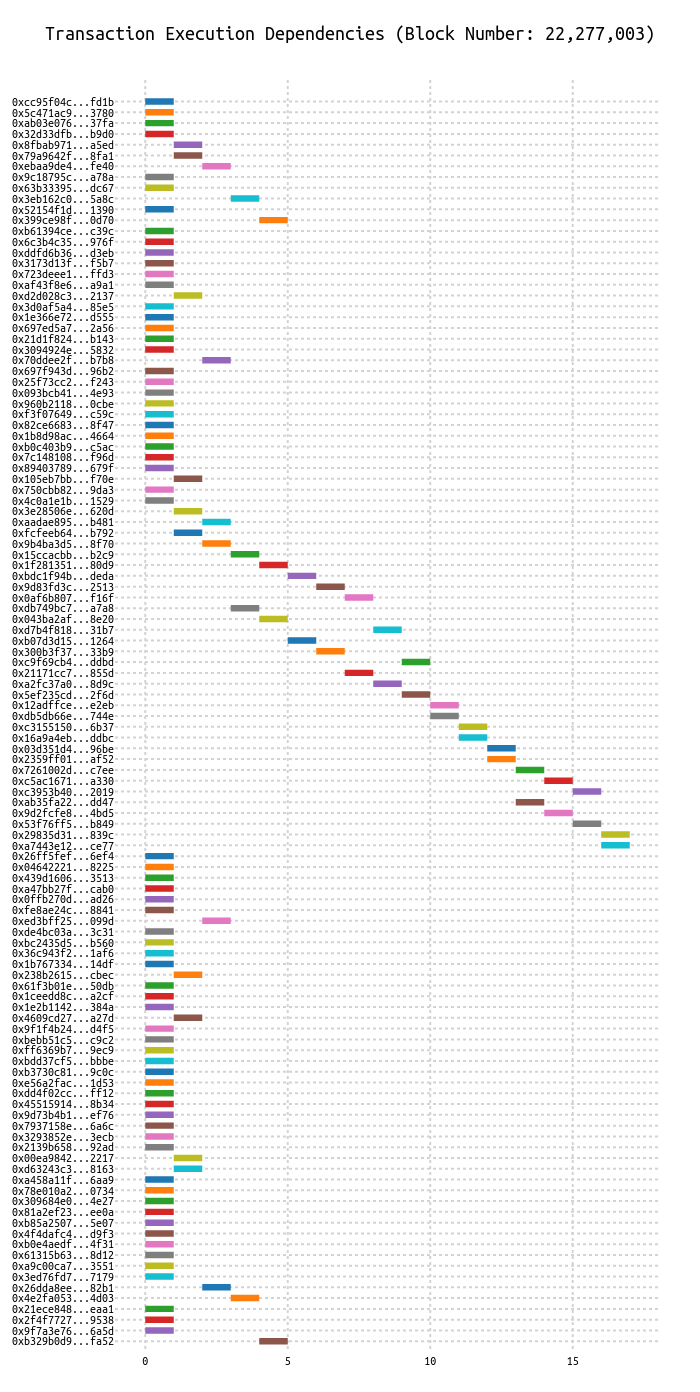 Transaction Execution Dependencies (Block Number: 22,277,003)
0xcc95f04c...fd1b
0x5c471ac9...3780
0xab03e076...37fa
0x32d33dfb...b9d0
0x8fbab971...a5ed
0x79a9642f...8fa1
0xebaa9de4...fe40
0x9c18795c...a78a
0x63b33395...dc67
0x3eb162c0...5a8c
0x52154f1d...1390
0x399ce98f...0d70
0xb61394ce...c39c
0x6c3b4c35...976f
0xddfd6b36...d3eb
0x3173d13f...f5b7
0x723deee1...ffd3
0xaf43f8e6...a9a1
0xd2d028c3...2137
0x3d0af5a4...85e5
0x1e366e72...d555
0x697ed5a7...2a56
0x21d1f824...b143
0x3094924e...5832
0x70ddee2f...b7b8
0x697f943d...96b2
0x25f73cc2...f243
0x093bcb41...4e93
0x960b2118...0cbe
0xf3f07649...c59c
0x82ce6683...8f47
0x1b8d98ac...4664
0xb0c403b9...c5ac
0x7c148108...f96d
0x89403789...679f
0x105eb7bb...f70e
0x750cbb82...9da3
0x4c0a1e1b...1529
0x3e28506e...620d
0xaadae895...b481
0xfcfeeb64...b792
0x9b4ba3d5...8f70
0x15ccacbb...b2c9
0x1f281351...80d9
0xbdc1f94b...deda
0x9d83fd3c...2513
0x0af6b807...f16f
0xdb749bc7...a7a8
0x043ba2af...8e20
0xd7b4f818...31b7
0xb07d3d15...1264
0x300b3f37...33b9
0xc9f69cb4...ddbd
0x21171cc7...855d
0xa2fc37a0...8d9c
0x5ef235cd...2f6d
0x12adffce...e2eb
0xdb5db66e...744e
0xc3155150...6b37
0x16a9a4eb...ddbc
0x03d351d4...96be
0x2359ff01...af52
0x7261002d...c7ee
0xc5ac1671...a330
0xc3953b40...2019
0xab35fa22...dd47
0x9d2fcfe8...4bd5
0x53f76ff5...b849
0x29835d31...839c
0xa7443e12...ce77
0x26ff5fef...6ef4
0x04642221...8225
0x439d1606...3513
0xa47bb27f...cab0
0x0ffb270d...ad26
0xfe8ae24c...8841
0xed3bff25...099d
0xde4bc03a...3c31
0xbc2435d5...b560
0x36c943f2...1af6
0x1b767334...14df
0x238b2615...cbec
0x61f3b01e...50db
0x1ceedd8c...a2cf
0x1e2b1142...384a
0x4609cd27...a27d
0x9f1f4b24...d4f5
0xbebb51c5...c9c2
0xff6369b7...9ec9
0xbdd37cf5...bbbe
0xb3730c81...9c0c
0xe56a2fac...1d53
0xdd4f02cc...ff12
0x45515914...8b34
0x9d73b4b1...ef76
0x7937158e...6a6c
0x3293852e...3ecb
0x2139b658...92ad
0x00ea9842...2217
0xd63243c3...8163
0xa458a11f...6aa9
0x78e010a2...0734
0x309684e0...4e27
0x81a2ef23...ee0a
0xb85a2507...5e07
0x4f4dafc4...d9f3
0xb0e4aedf...4f31
0x61315b63...8d12
0xa9c00ca7...3551
0x3ed76fd7...7179
0x26dda8ee...82b1
0x4e2fa053...4d03
0x21ece848...eaa1
0x2f4f7727...9538
0x9f7a3e76...6a5d
0xb329b0d9...fa52
0 5 10 15